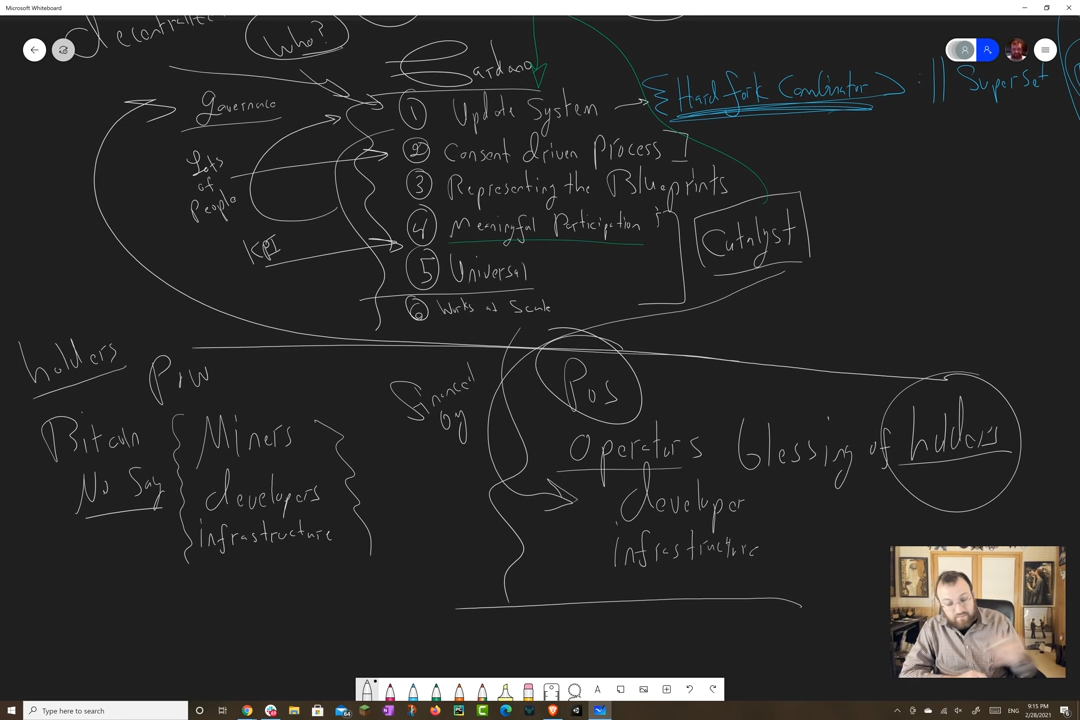 Microsoft Whiteboard
decentralize
Who?
Cardano
governance
① Update System
Hard Fork Combinator : || Superset
Lots
of
People
② Consent driven Process
③ Representing the Blueprints
④ Meaningful Participation
KPI
⑤ Universal
⑥ Works at Scale
Catalyst
holders
PoW
Bitcoin
No Say
Miners
developers
infrastructure
Financed
by
PoS
Operators blessing of holders
developer
infrastructure
Type here to search
64
ENG
9:15 PM
2/28/2021
6